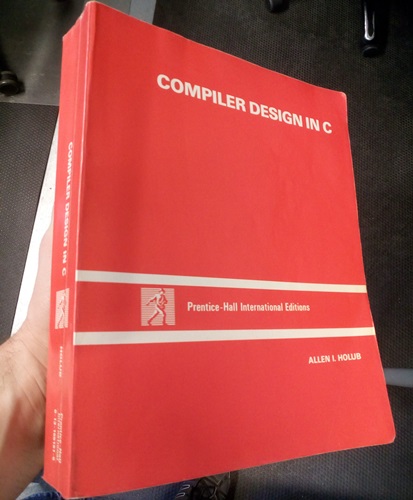 COMPILER DESIGN IN C
Prentice-Hall International Editions
ALLEN I. HOLUB
COMPILER DESIGN IN C
HOLUB